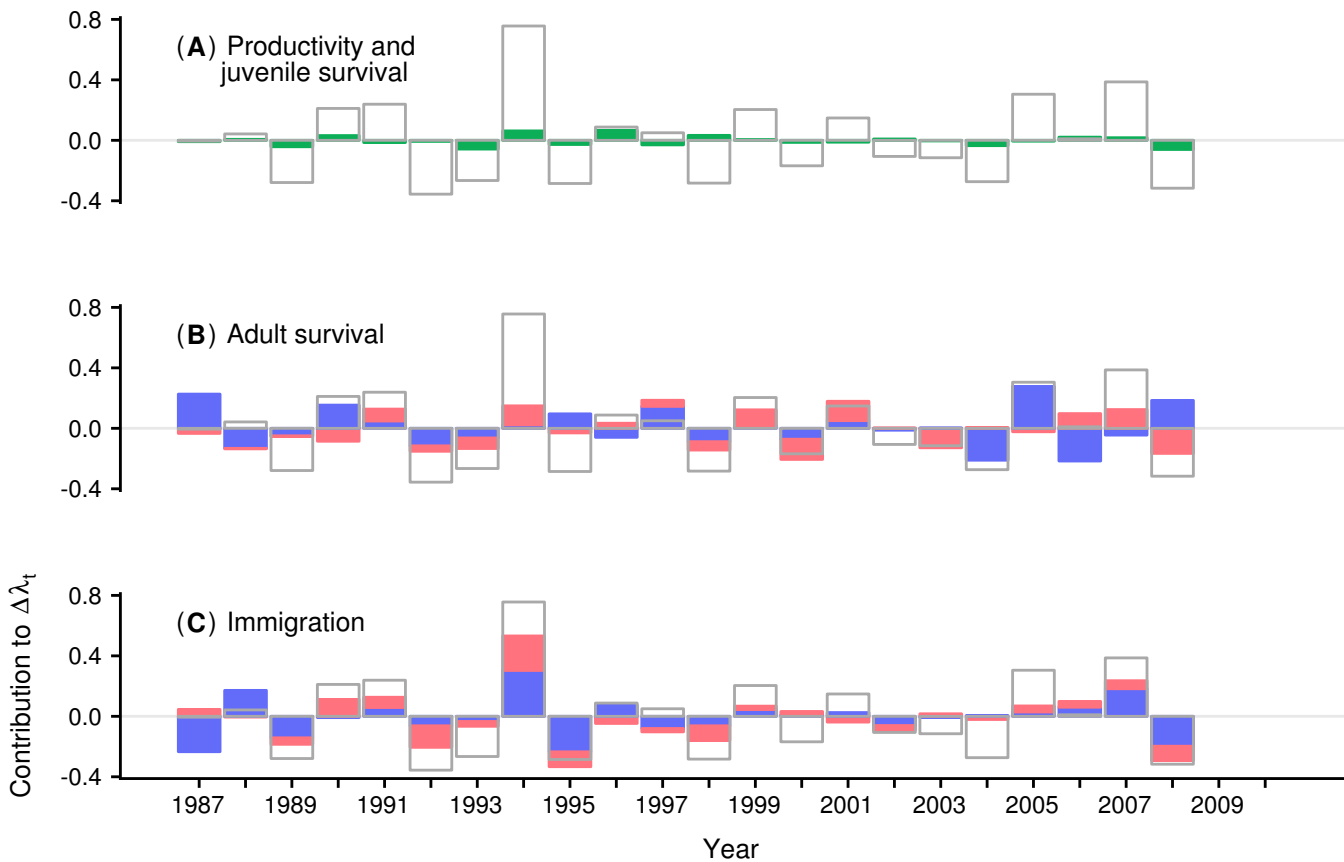 0.8
(A) Productivity and
juvenile survival
0.4
0.0
-0.4
0.8
(B) Adult survival
0.4
0.0
-0.4
0.8
(C) Immigration
0.4
0.0
-0.4
Contribution to Δλt
1987 1989 1991 1993 1995 1997 1999 2001 2003 2005 2007 2009
Year